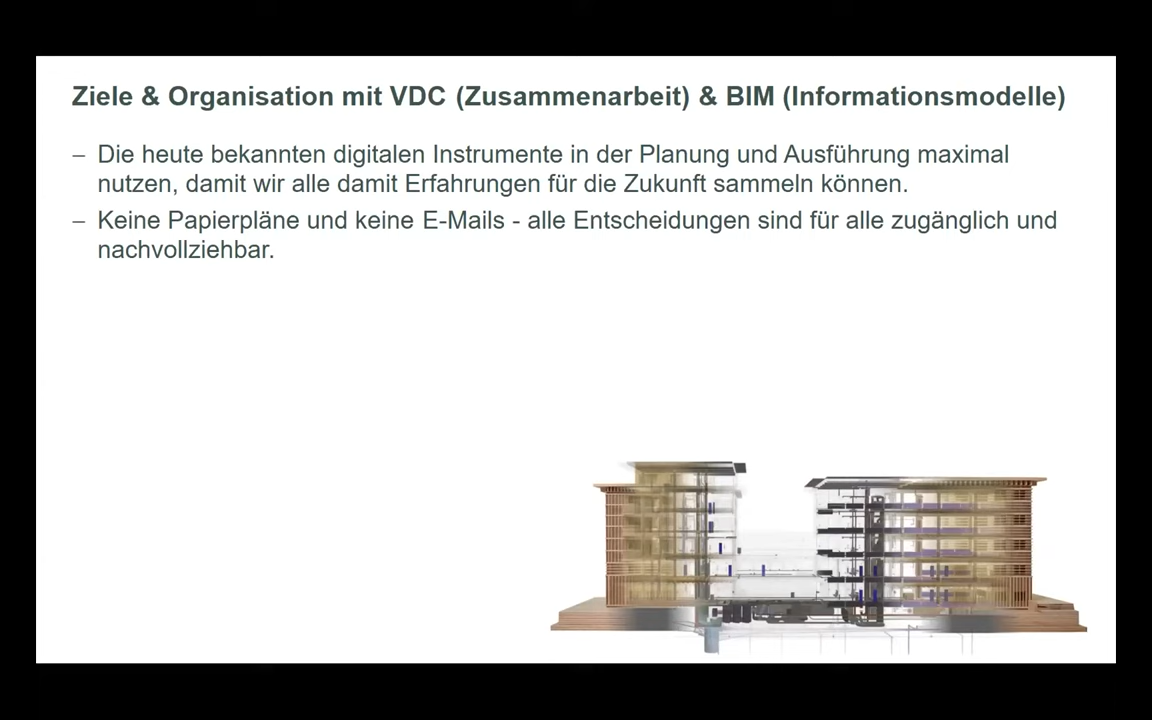 Ziele & Organisation mit VDC (Zusammenarbeit) & BIM (Informationsmodelle)
– Die heute bekannten digitalen Instrumente in der Planung und Ausführung maximal
nutzen, damit wir alle damit Erfahrungen für die Zukunft sammeln können.
– Keine Papierpläne und keine E-Mails - alle Entscheidungen sind für alle zugänglich und
nachvollziehbar.